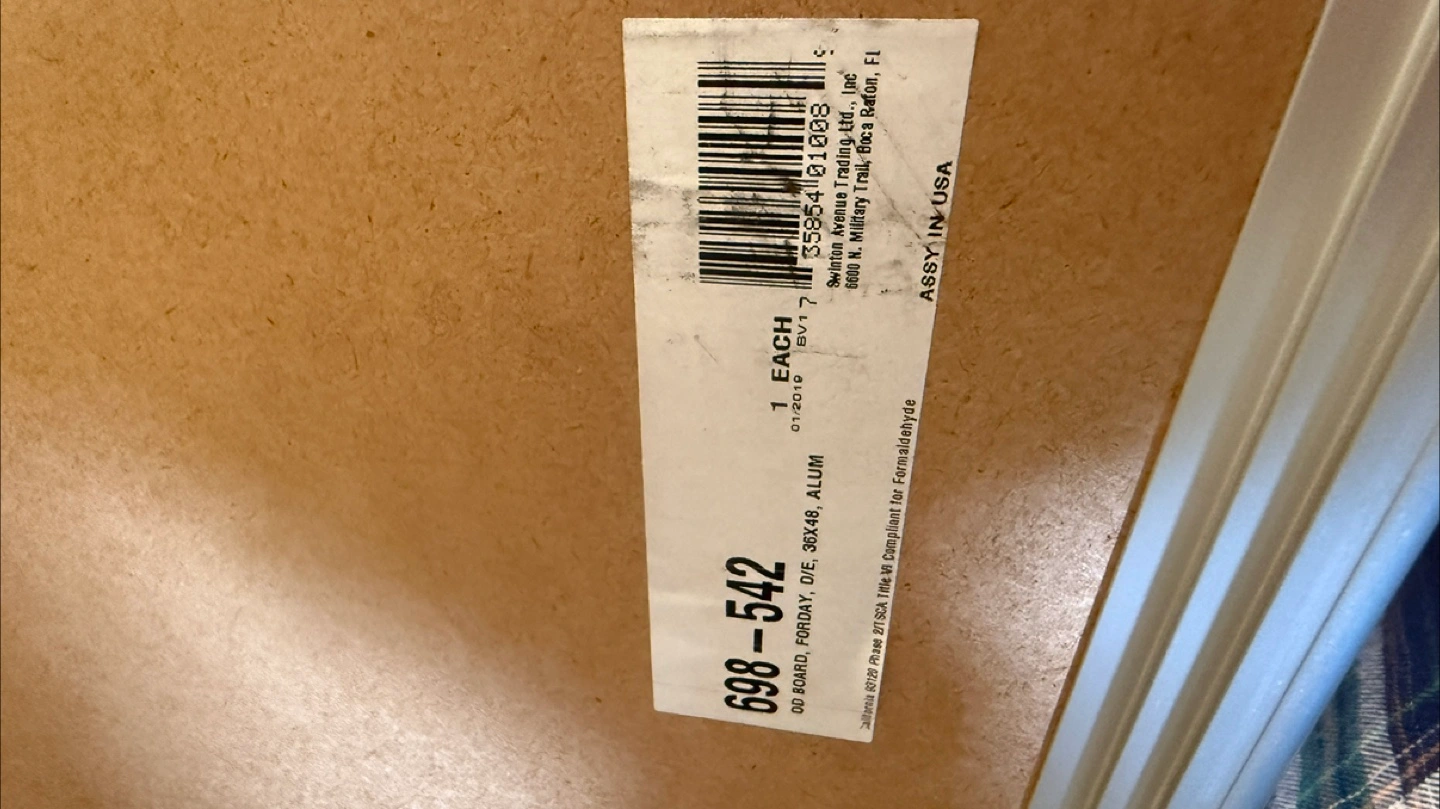 698-542
OD BOARD, FORDAY, D/E, 36X48, ALUM
1 EACH
01/2019 BV1
7 35854 01008 9
Swinton Avenue Trading Ltd., Inc
6600 N. Military Trail, Boca Raton, FL
ASSY IN USA
California 93120 Phase 2/TSCA Title VI Compliant for Formaldehyde